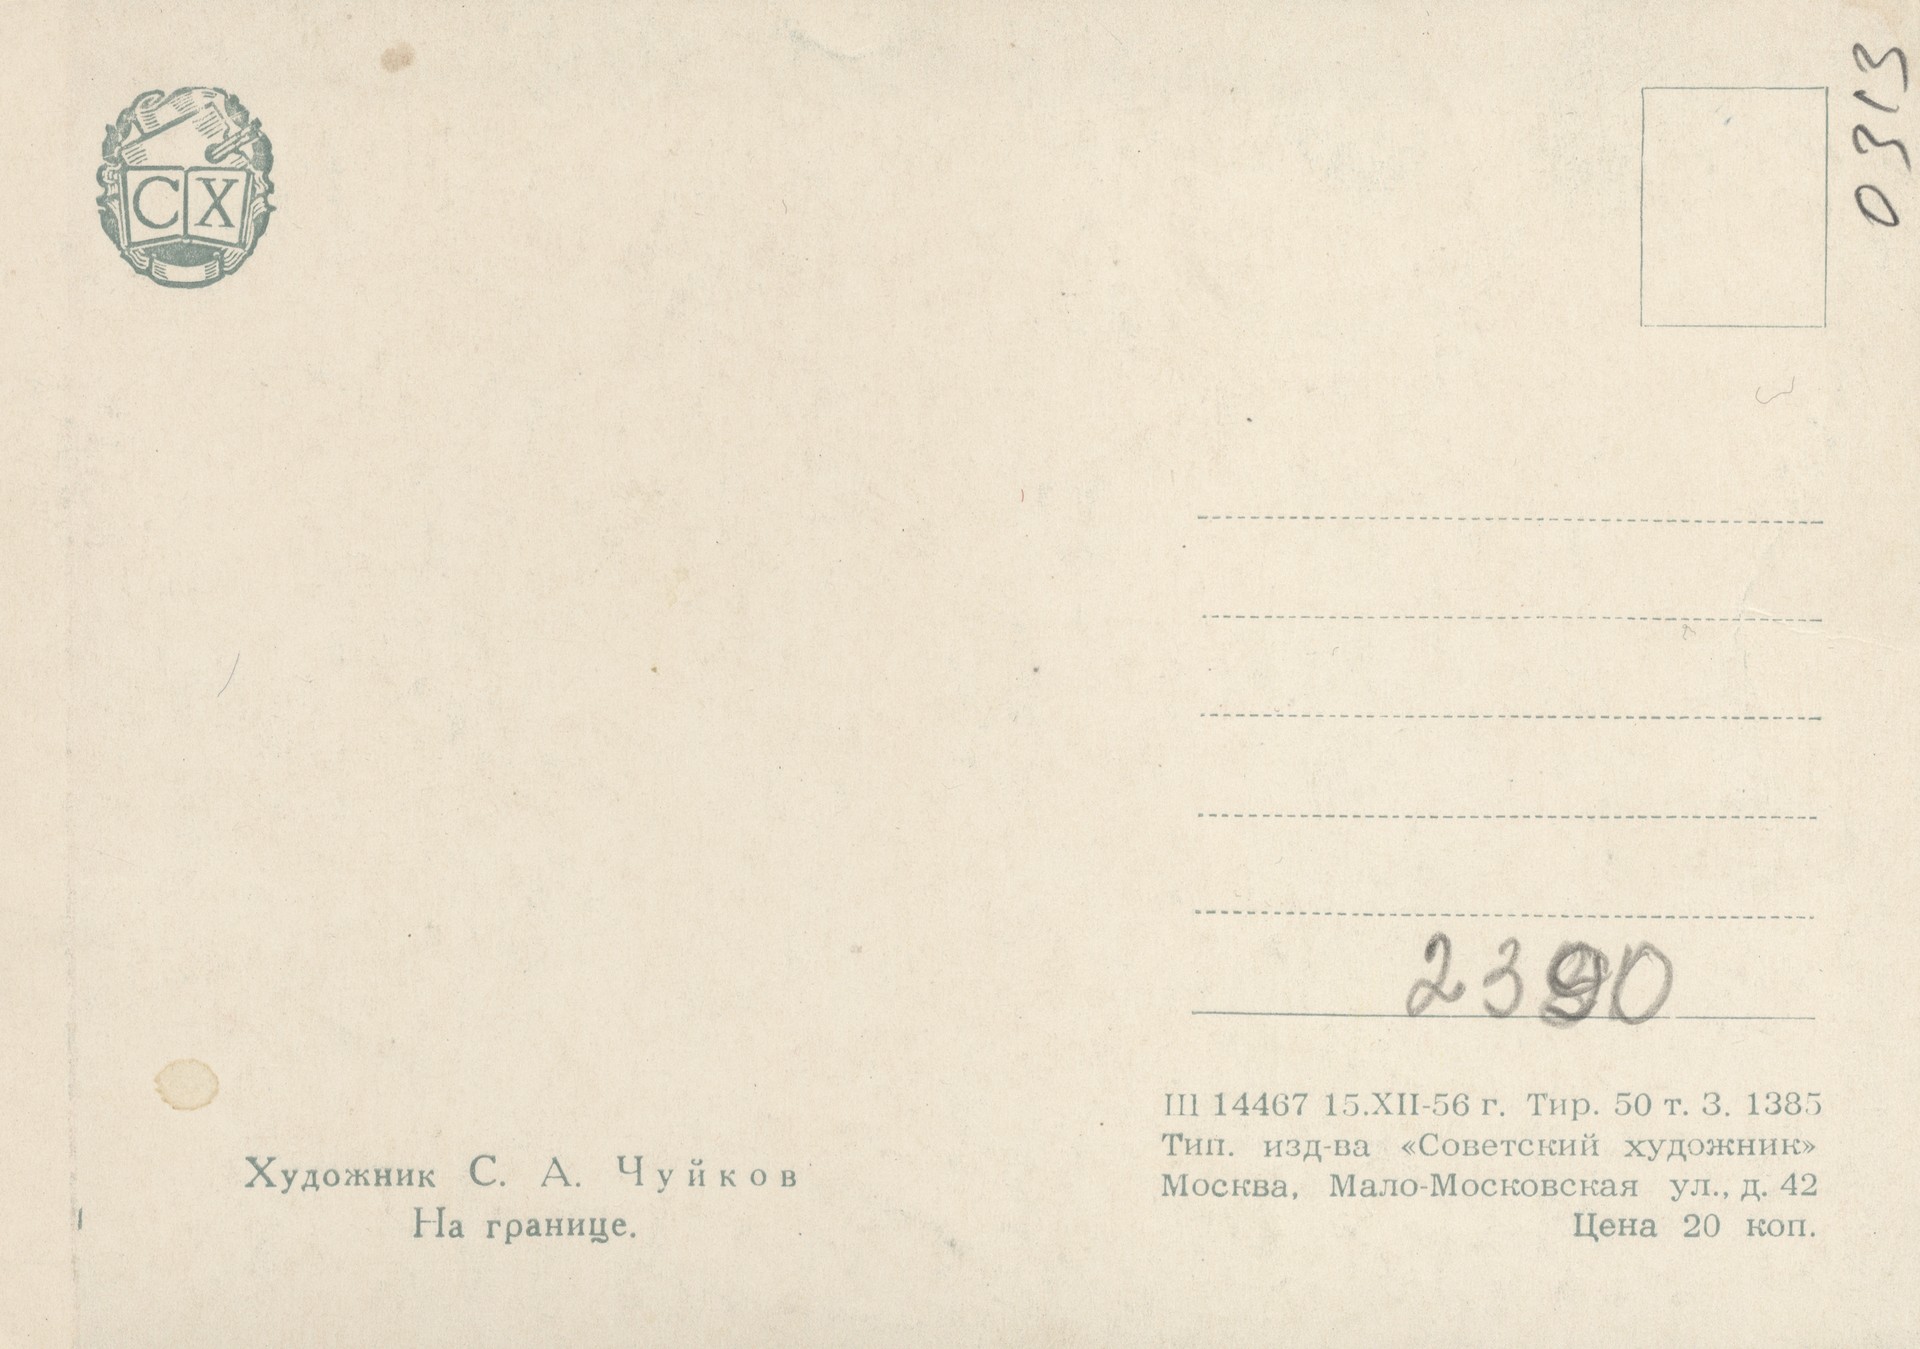 СХ
0313
2390
Ш 14467 15.XII-56 г. Тир. 50 т. З. 1385
Тип. изд-ва «Советский художник»
Москва, Мало-Московская ул., д. 42
Цена 20 коп.
Художник С. А. Чуйков
На границе.